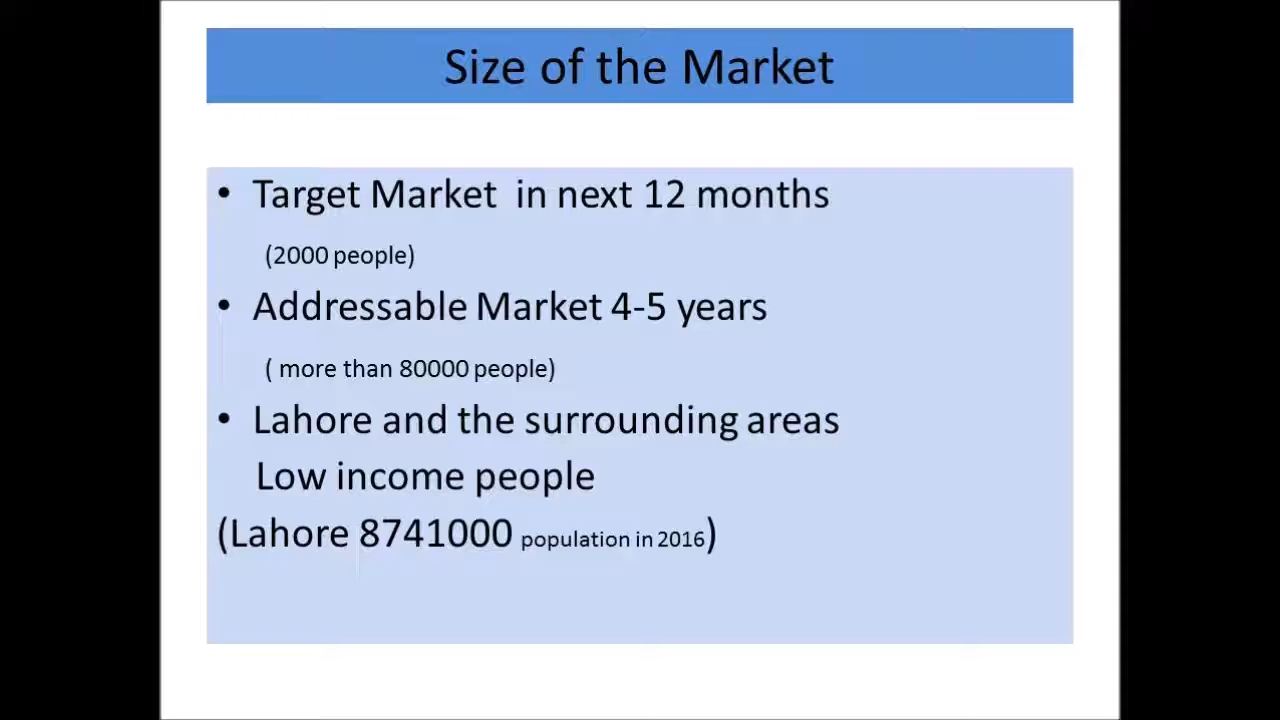 Size of the Market
• Target Market in next 12 months
(2000 people)
• Addressable Market 4-5 years
( more than 80000 people)
• Lahore and the surrounding areas
Low income people
(Lahore 8741000 population in 2016)